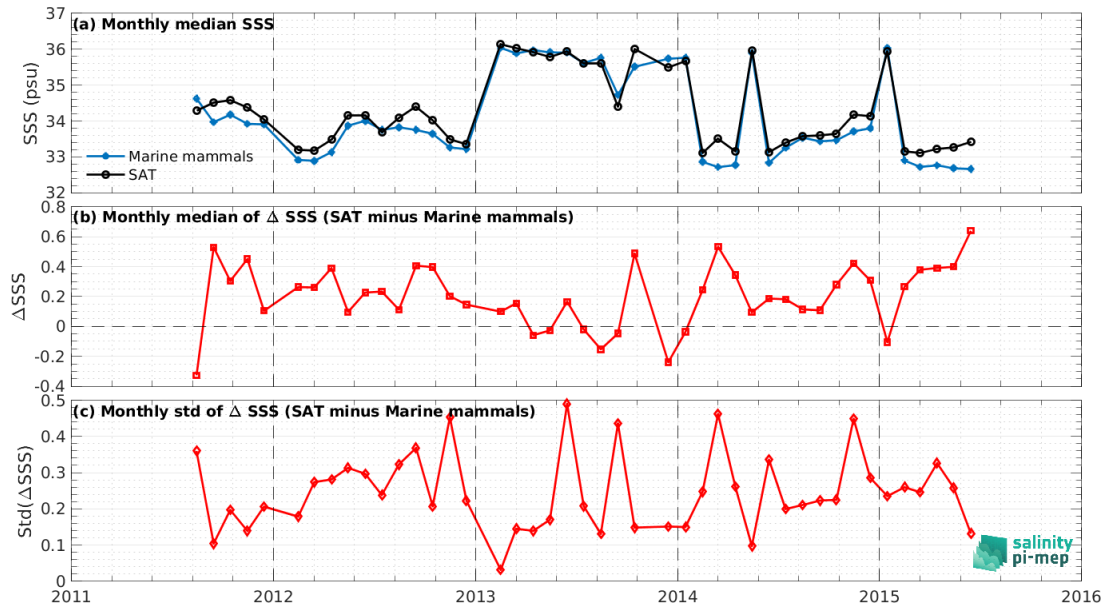 (a) Monthly median SSS
SSS (psu)
37
36
35
34
33
32
Marine mammals
SAT
(b) Monthly median of Δ SSS (SAT minus Marine mammals)
ΔSSS
0.8
0.6
0.4
0.2
0
-0.2
-0.4
(c) Monthly std of Δ SSS (SAT minus Marine mammals)
Std(ΔSSS)
0.5
0.4
0.3
0.2
0.1
0
salinity
pi-mep
2011 2012 2013 2014 2015 2016